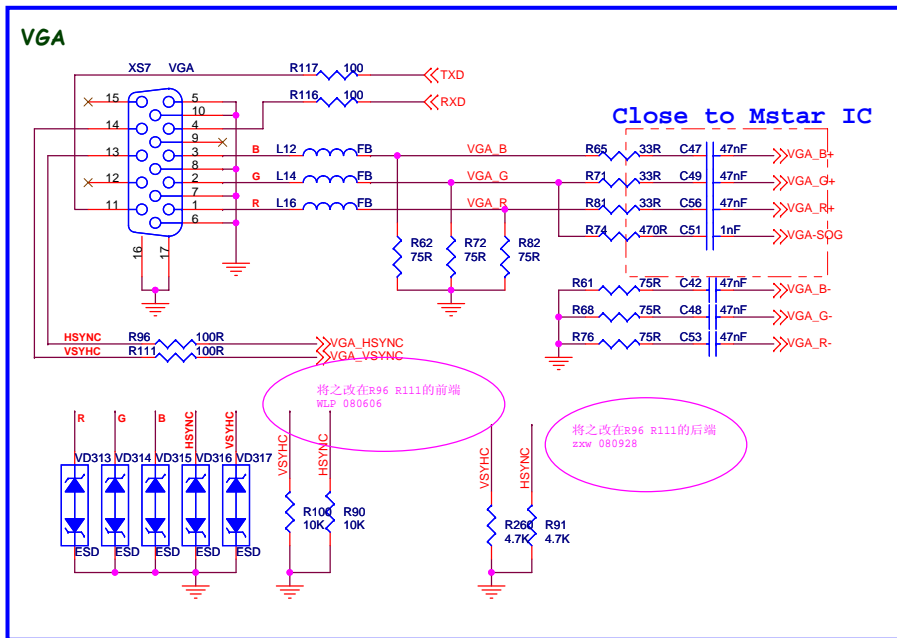 VGA
XS7 VGA
R117 100 TXD
R116 100 RXD
15 5
10
14 4
9
13 3
8
12 2
7
11 1
6
16 17
Close to Mstar IC
B L12 FB VGA_B R65 33R C47 47nF VGA_B+
G L14 FB VGA_G R71 33R C49 47nF VGA_G+
R L16 FB VGA_R R81 33R C56 47nF VGA_R+
R74 470R C51 1nF VGA-SOG
R62 75R
R72 75R
R82 75R
R61 75R C42 47nF VGA_B-
R68 75R C48 47nF VGA_G-
R76 75R C53 47nF VGA_R-
HSYNC R96 100R VGA_HSYNC
VSYHC R111 100R VGA_VSYNC
将之改在R96 R111的前端
WLP 080606
将之改在R96 R111的后端
zxw 080928
R G B HSYNC VSYHC
VD313 VD314 VD315 VD316 VD317
ESD ESD ESD ESD ESD
VSYHC HSYNC
R100 10K
R90 10K
VSYHC HSYNC
R260 4.7K
R91 4.7K